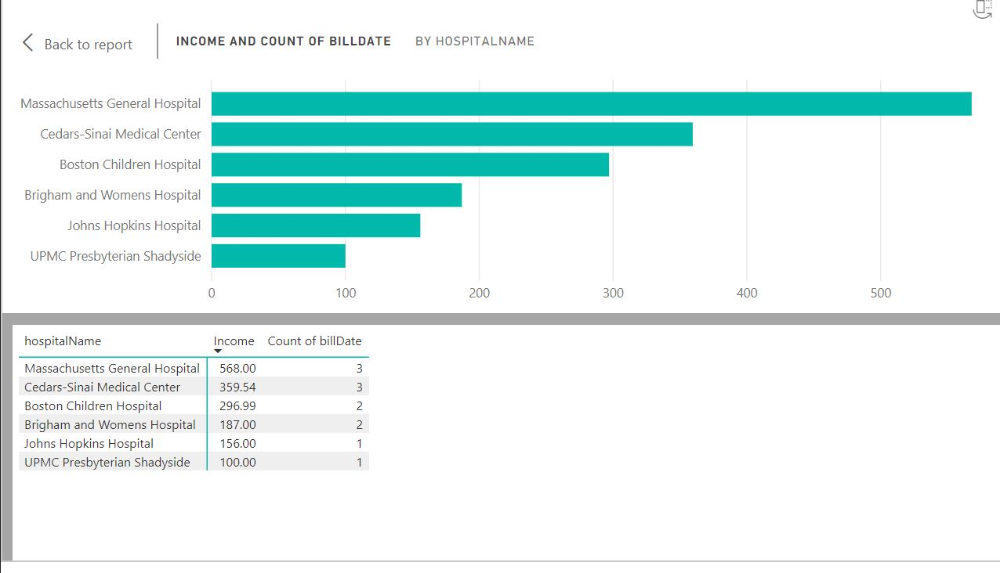 Back to report
INCOME AND COUNT OF BILLDATE BY HOSPITALNAME
Massachusetts General Hospital
Cedars-Sinai Medical Center
Boston Children Hospital
Brigham and Womens Hospital
Johns Hopkins Hospital
UPMC Presbyterian Shadyside
0 100 200 300 400 500
hospitalName Income Count of billDate
Massachusetts General Hospital 568.00 3
Cedars-Sinai Medical Center 359.54 3
Boston Children Hospital 296.99 2
Brigham and Womens Hospital 187.00 2
Johns Hopkins Hospital 156.00 1
UPMC Presbyterian Shadyside 100.00 1